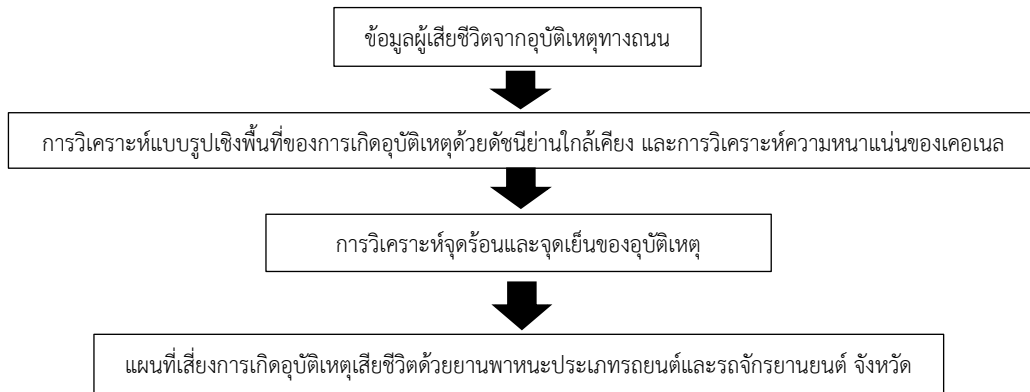 ข้อมูลผู้เสียชีวิตจากอุบัติเหตุทางถนน
การวิเคราะห์แบบรูปเชิงพื้นที่ของการเกิดอุบัติเหตุด้วยดัชนีย่านใกล้เคียง และการวิเคราะห์ความหนาแน่นของเคอเนล
การวิเคราะห์จุดร้อนและจุดเย็นของอุบัติเหตุ
แผนที่เสี่ยงการเกิดอุบัติเหตุเสียชีวิตด้วยยานพาหนะประเภทรถยนต์และรถจักรยานยนต์ จังหวัด